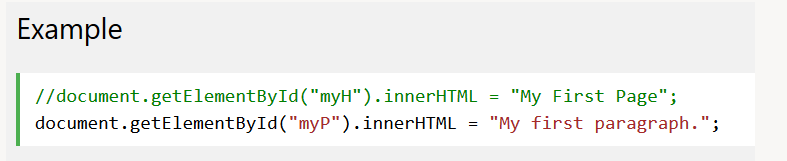 Example
//document.getElementById("myH").innerHTML = "My First Page";
document.getElementById("myP").innerHTML = "My first paragraph.";